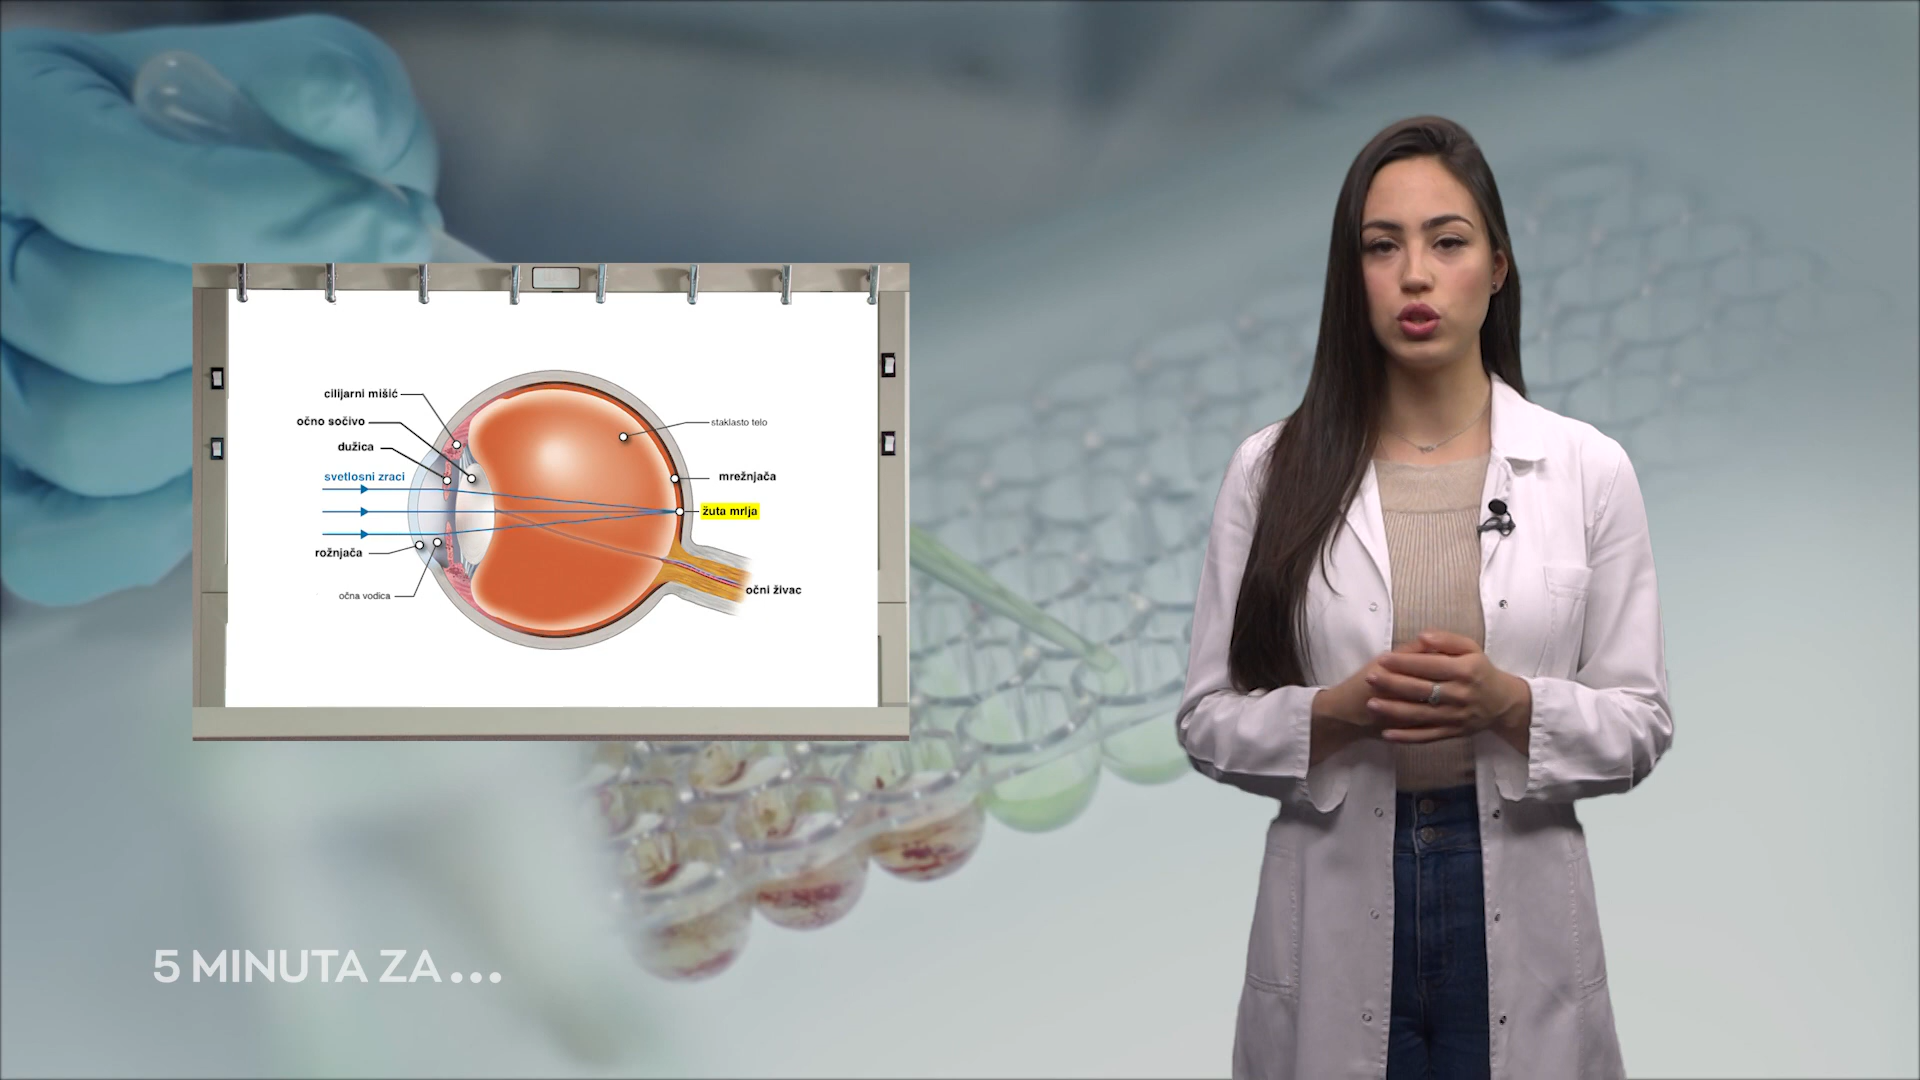 cilijarni mišić
očno sočivo
dužica
svetlosni zraci
rožnjača
očna vodica
staklasto telo
mrežnjača
žuta mrlja
očni živac
5 MINUTA ZA...